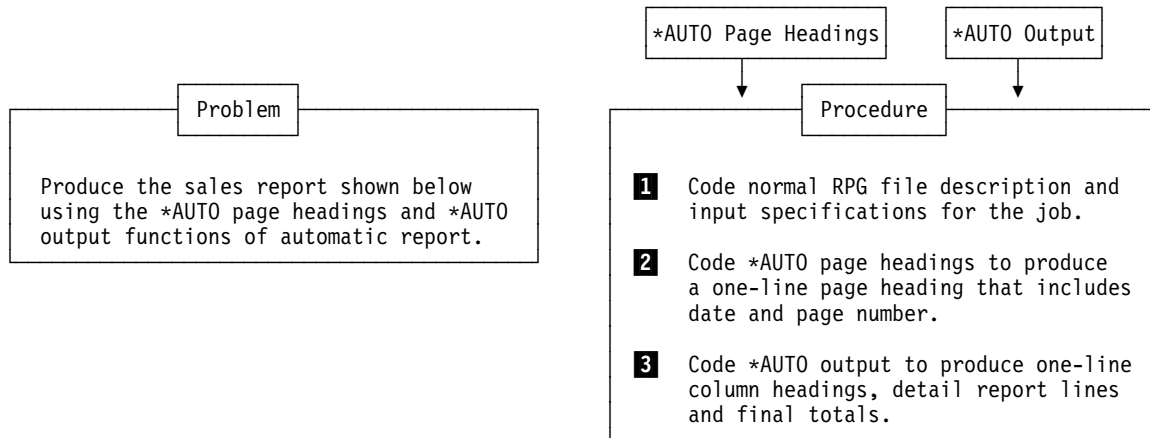 *AUTO Page Headings
*AUTO Output
Problem
Produce the sales report shown below
using the *AUTO page headings and *AUTO
output functions of automatic report.
Procedure
1 Code normal RPG file description and
input specifications for the job.
2 Code *AUTO page headings to produce
a one-line page heading that includes
date and page number.
3 Code *AUTO output to produce one-line
column headings, detail report lines
and final totals.